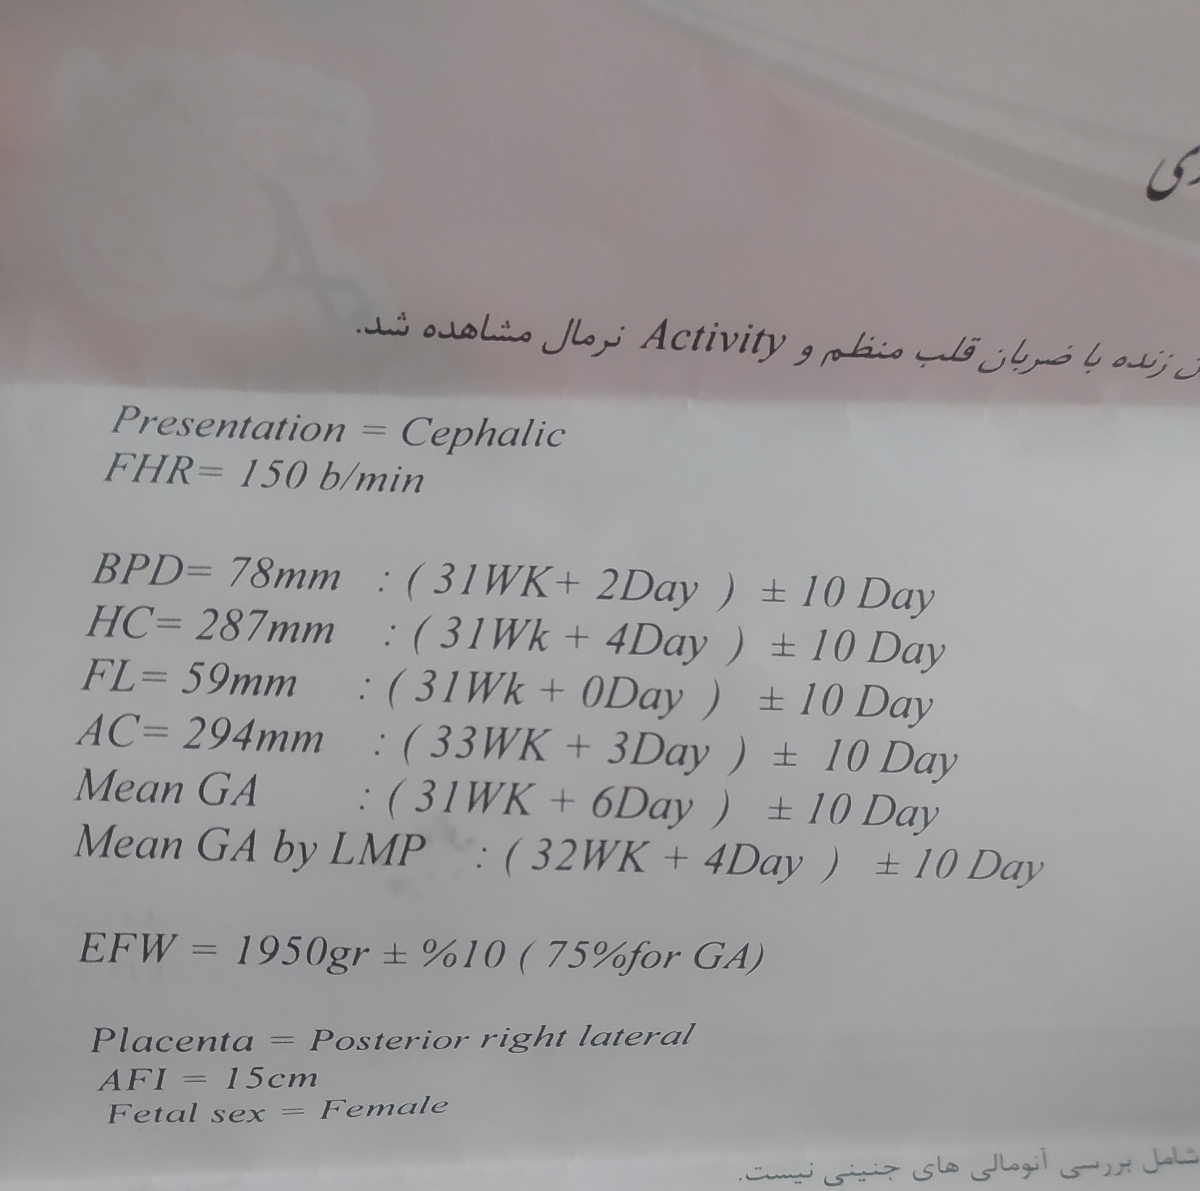 زنده با ضربان قلب منظم و Activity نرمال مشاهده شد.
Presentation = Cephalic
FHR= 150 b/min
BPD= 78mm : ( 31WK+ 2Day ) ± 10 Day
HC= 287mm : ( 31Wk + 4Day ) ± 10 Day
FL= 59mm : ( 31Wk + 0Day ) ± 10 Day
AC= 294mm : ( 33WK + 3Day ) ± 10 Day
Mean GA : ( 31WK + 6Day ) ± 10 Day
Mean GA by LMP : ( 32WK + 4Day ) ± 10 Day
EFW = 1950gr ± %10 ( 75%for GA)
Placenta = Posterior right lateral
AFI = 15cm
Fetal sex = Female
شامل بررسی آنومالی های جنینی نیست.